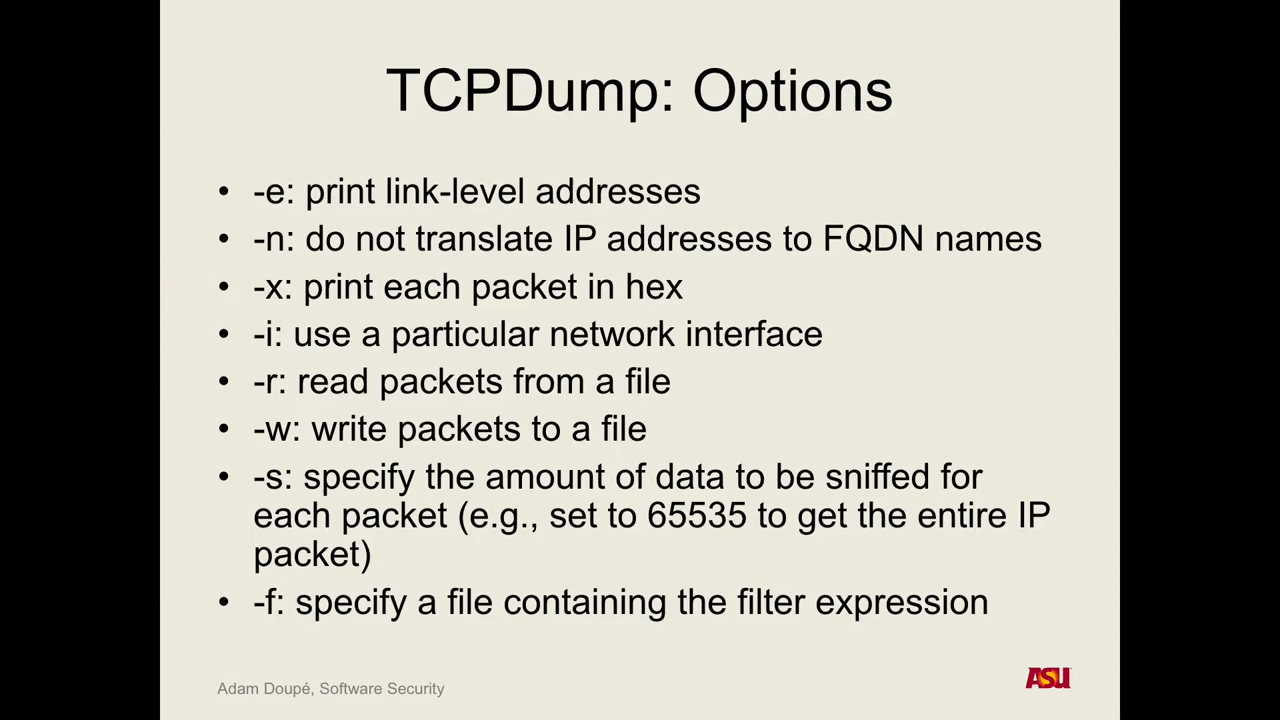 TCPDump: Options
• -e: print link-level addresses
• -n: do not translate IP addresses to FQDN names
• -x: print each packet in hex
• -i: use a particular network interface
• -r: read packets from a file
• -w: write packets to a file
• -s: specify the amount of data to be sniffed for
each packet (e.g., set to 65535 to get the entire IP
packet)
• -f: specify a file containing the filter expression
Adam Doupé, Software Security
ASU